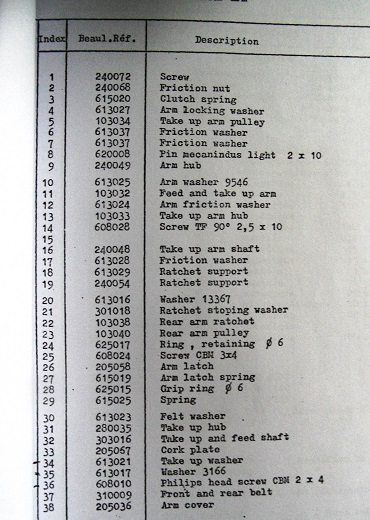 Index Beaul.Réf. Description
1 240072 Screw
2 240068 Friction nut
3 615020 Clutch spring
4 613027 Arm locking washer
5 103034 Take up arm pulley
6 613037 Friction washer
7 613037 Friction washer
8 620008 Pin mecanindus light 2 x 10
9 240049 Arm hub
10 613025 Arm washer 9546
11 103032 Feed and take up arm
12 613024 Arm friction washer
13 103033 Take up arm hub
14 608028 Screw TF 90° 2,5 x 10
15
16 240048 Take up arm shaft
17 613028 Friction washer
18 613029 Ratchet support
19 240054 Ratchet support
20 613016 Washer 13367
21 301018 Ratchet stoping washer
22 103038 Rear arm ratchet
23 103040 Rear arm pulley
24 625017 Ring , retaining Ø 6
25 608024 Screw CBM 3x4
26 205058 Arm latch
27 615019 Arm latch spring
28 625015 Grip ring Ø 6
29 615025 Spring
30 613023 Felt washer
31 280035 Take up hub
32 303016 Take up and feed shaft
33 205067 Cork plate
34 613021 Take up washer
35 613017 Washer 3166
36 608010 Philips head screw CBM 2 x 4
37 310009 Front and rear belt
38 205036 Arm cover